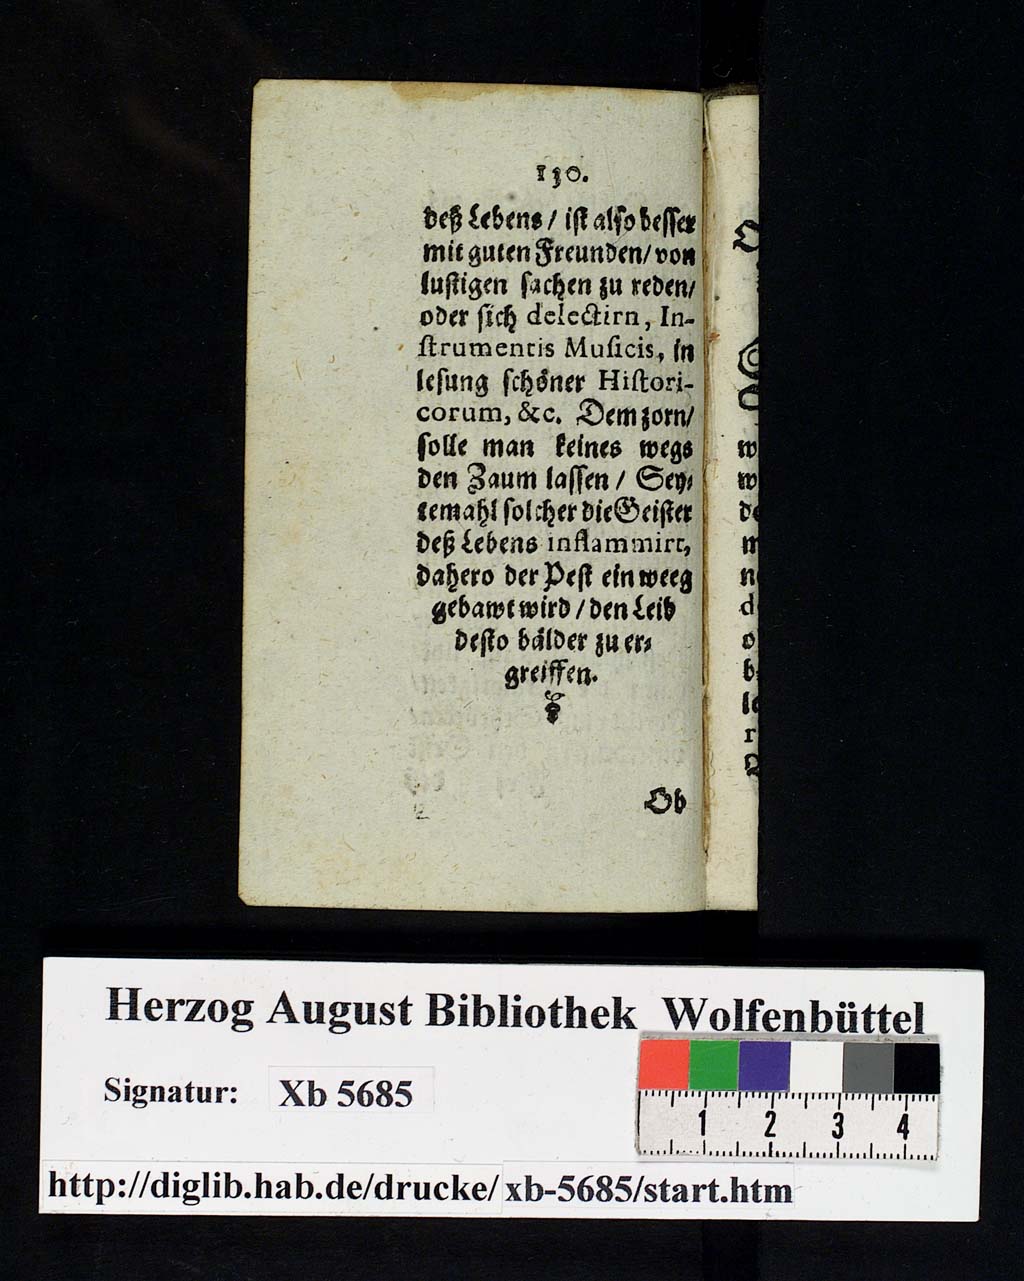 130.
deß Lebens / ist also besser
mit guten Freunden / von
lustigen sachen zu reden /
oder sich delectirn, In-
strumentis Musicis, in
lesung schöner Histori-
corum, &c. Dem zorn /
solle man keines wegs
den Zaum lassen / Sey-
temahl solcher die Geister
deß Lebens inflammirt,
dahero der Pest ein weeg
gebawt wird / den Leib
desto bälder zu er-
greiffen.
Ob
Herzog August Bibliothek Wolfenbüttel
Signatur: Xb 5685
1 2 3 4
http://diglib.hab.de/drucke/xb-5685/start.htm